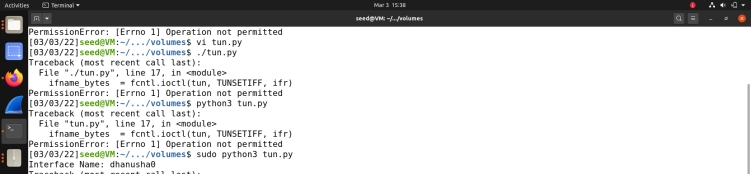 Activities
Terminal
Mar 3 15:38
seed@VM:~/.../volumes
PermissionError: [Errno 1] Operation not permitted
[03/03/22]seed@VM:~/.../volumes$ vi tun.py
[03/03/22]seed@VM:~/.../volumes$ ./tun.py
Traceback (most recent call last):
  File "./tun.py", line 17, in <module>
    ifname_bytes  = fcntl.ioctl(tun, TUNSETIFF, ifr)
PermissionError: [Errno 1] Operation not permitted
[03/03/22]seed@VM:~/.../volumes$ python3 tun.py
Traceback (most recent call last):
  File "tun.py", line 17, in <module>
    ifname_bytes  = fcntl.ioctl(tun, TUNSETIFF, ifr)
PermissionError: [Errno 1] Operation not permitted
[03/03/22]seed@VM:~/.../volumes$ sudo python3 tun.py
Interface Name: dhanusha0
Traceback (most recent call last):